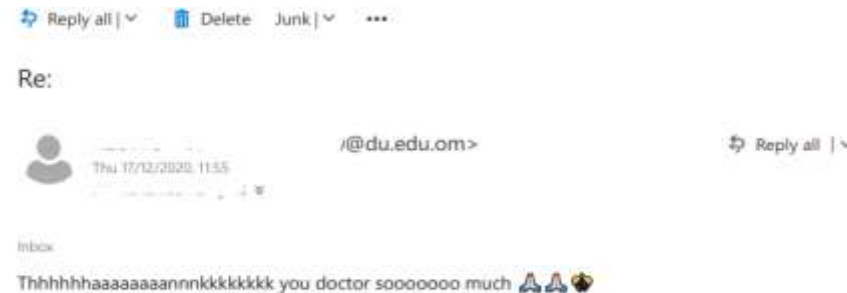 Reply all | Delete Junk | •••
Re:
@du.edu.om>
Reply all |
Thu 17/12/2020, 11:55
Inbox
Thhhhhhaaaaaaaannnkkkkkkkk you doctor sooooooo much 🙏🙏